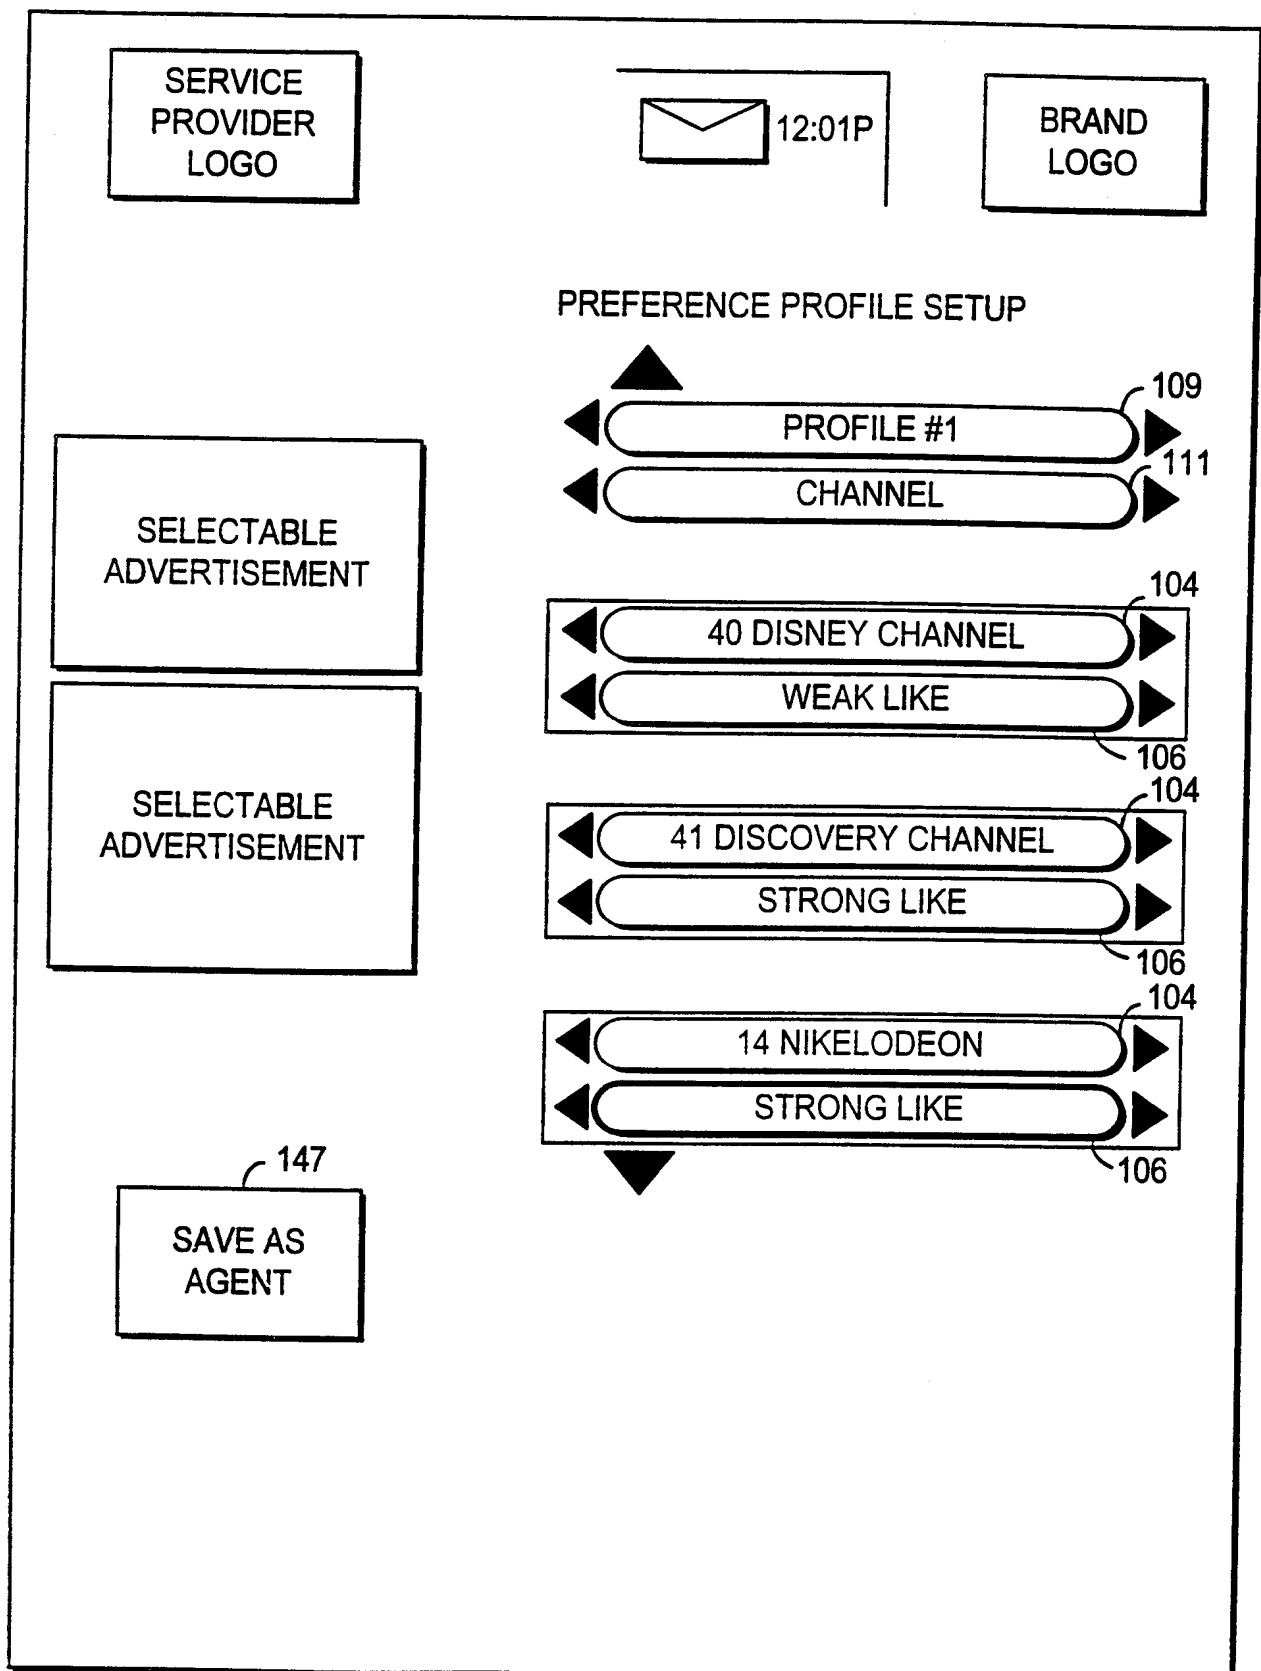 SERVICE
PROVIDER
LOGO
12:01P
BRAND
LOGO
PREFERENCE PROFILE SETUP
109
PROFILE #1
111
CHANNEL
SELECTABLE
ADVERTISEMENT
104
40 DISNEY CHANNEL
WEAK LIKE
106
SELECTABLE
ADVERTISEMENT
104
41 DISCOVERY CHANNEL
STRONG LIKE
106
104
14 NIKELODEON
STRONG LIKE
106
147
SAVE AS
AGENT